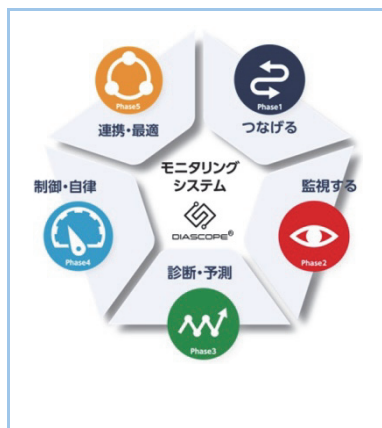 Phase5
連携・最適
Phase1
つなげる
制御・自律
Phase4
モニタリング
システム
DIASCOPE®
監視する
Phase2
診断・予測
Phase3